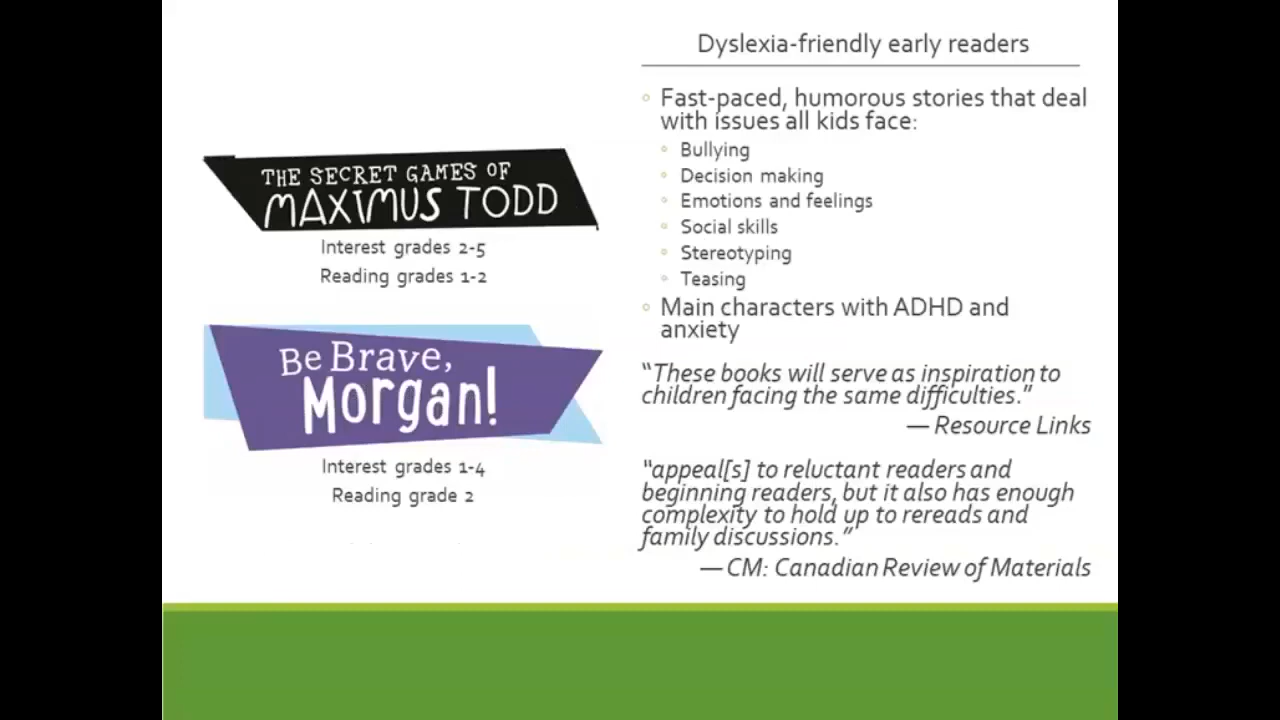 THE SECRET GAMES OF
MAXIMUS TODD
Interest grades 2-5
Reading grades 1-2
Be Brave,
Morgan!
Interest grades 1-4
Reading grade 2
Dyslexia-friendly early readers
Fast-paced, humorous stories that deal
with issues all kids face:
Bullying
Decision making
Emotions and feelings
Social skills
Stereotyping
Teasing
Main characters with ADHD and
anxiety
“These books will serve as inspiration to
children facing the same difficulties.”
— Resource Links
“appeal[s] to reluctant readers and
beginning readers, but it also has enough
complexity to hold up to rereads and
family discussions.”
— CM: Canadian Review of Materials